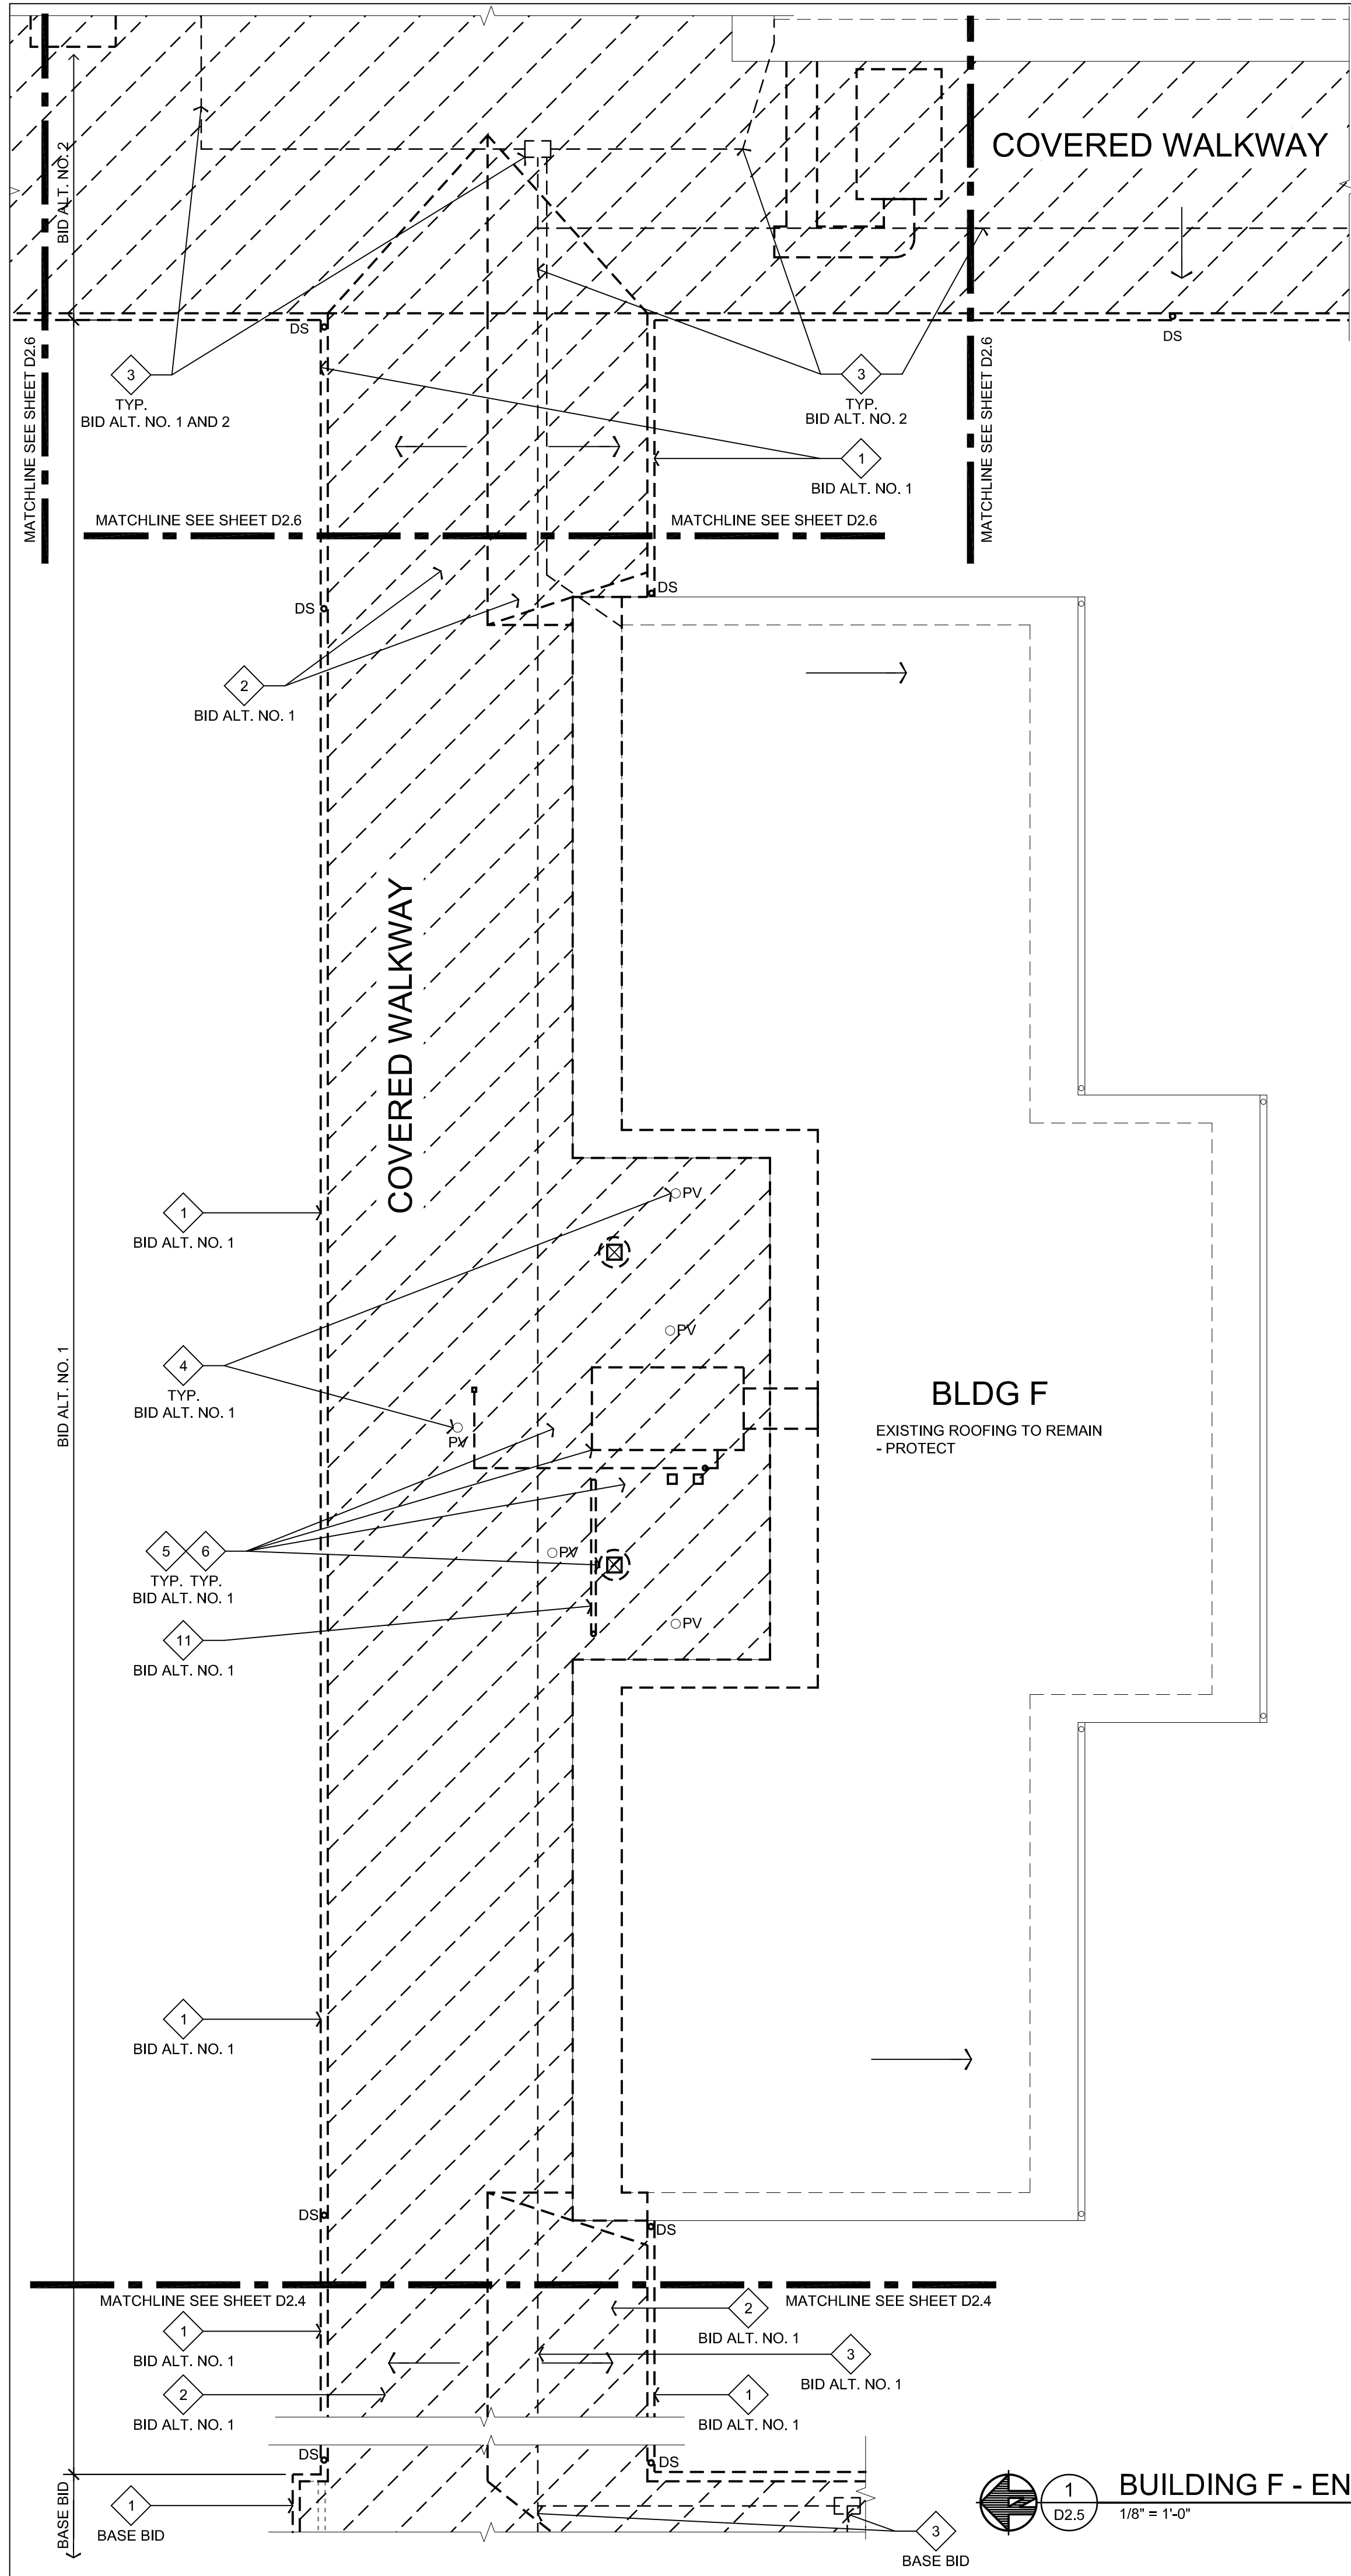 COVERED WALKWAY
BID ALT. NO. 2
DS
DS
MATCHLINE SEE SHEET D2.6
MATCHLINE SEE SHEET D2.6
3
TYP.
BID ALT. NO. 1 AND 2
3
TYP.
BID ALT. NO. 2
1
BID ALT. NO. 1
MATCHLINE SEE SHEET D2.6
MATCHLINE SEE SHEET D2.6
DS
DS
2
BID ALT. NO. 1
COVERED WALKWAY
1
BID ALT. NO. 1
PV
PV
4
TYP.
BID ALT. NO. 1
BID ALT. NO. 1
BLDG F
EXISTING ROOFING TO REMAIN
- PROTECT
PV
5 6
TYP. TYP.
BID ALT. NO. 1
PV
11
BID ALT. NO. 1
PV
1
BID ALT. NO. 1
DS
DS
MATCHLINE SEE SHEET D2.4
MATCHLINE SEE SHEET D2.4
1
BID ALT. NO. 1
2
BID ALT. NO. 1
3
BID ALT. NO. 1
2
BID ALT. NO. 1
1
BID ALT. NO. 1
DS
DS
BASE BID
1
BASE BID
3
BASE BID
1
D2.5
BUILDING F - EN
1/8" = 1'-0"